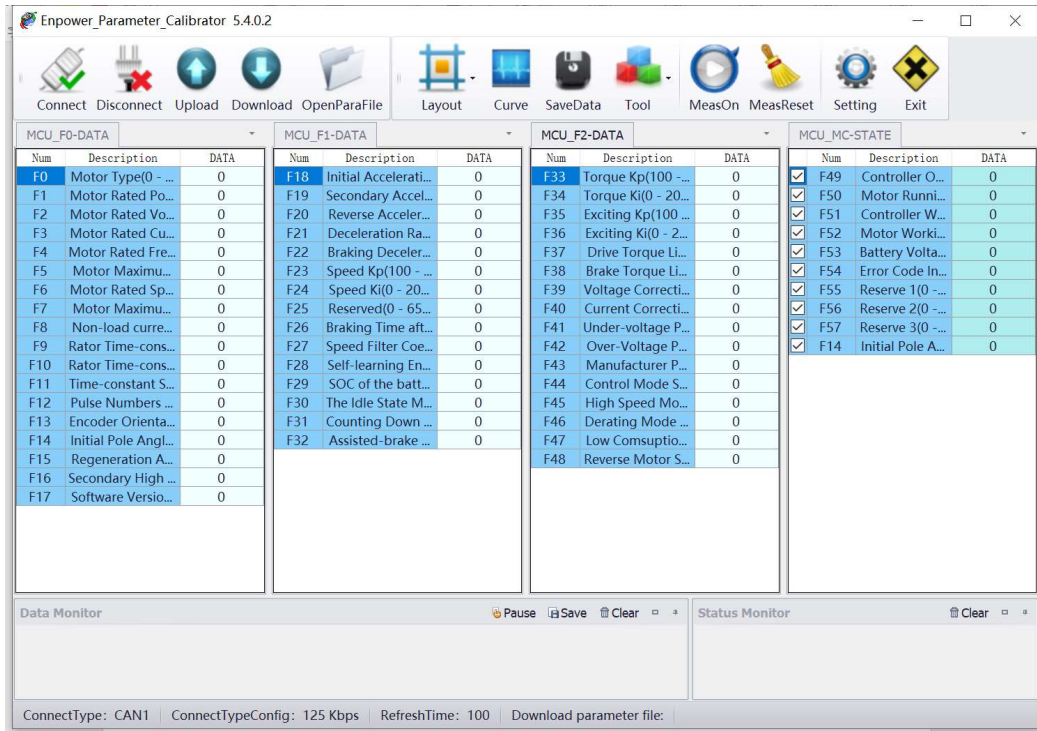 Enpower_Parameter_Calibrator 5.4.0.2
Connect Disconnect Upload Download OpenParaFile Layout Curve SaveData Tool MeasOn MeasReset Setting Exit
MCU_F0-DATA
Num Description DATA
F0 Motor Type(0 - ... 0
F1 Motor Rated Po... 0
F2 Motor Rated Vo... 0
F3 Motor Rated Cu... 0
F4 Motor Rated Fre... 0
F5 Motor Maximu... 0
F6 Motor Rated Sp... 0
F7 Motor Maximu... 0
F8 Non-load curre... 0
F9 Rator Time-cons... 0
F10 Rator Time-cons... 0
F11 Time-constant S... 0
F12 Pulse Numbers ... 0
F13 Encoder Orienta... 0
F14 Initial Pole Angl... 0
F15 Regeneration A... 0
F16 Secondary High ... 0
F17 Software Versio... 0
MCU_F1-DATA
Num Description DATA
F18 Initial Accelerati... 0
F19 Secondary Accel... 0
F20 Reverse Acceler... 0
F21 Deceleration Ra... 0
F22 Braking Deceler... 0
F23 Speed Kp(100 - ... 0
F24 Speed Ki(0 - 20... 0
F25 Reserved(0 - 65... 0
F26 Braking Time aft... 0
F27 Speed Filter Coe... 0
F28 Self-learning En... 0
F29 SOC of the batt... 0
F30 The Idle State M... 0
F31 Counting Down ... 0
F32 Assisted-brake ... 0
MCU_F2-DATA
Num Description DATA
F33 Torque Kp(100 -... 0
F34 Torque Ki(0 - 20... 0
F35 Exciting Kp(100 ... 0
F36 Exciting Ki(0 - 2... 0
F37 Drive Torque Li... 0
F38 Brake Torque Li... 0
F39 Voltage Correcti... 0
F40 Current Correcti... 0
F41 Under-voltage P... 0
F42 Over-Voltage P... 0
F43 Manufacturer P... 0
F44 Control Mode S... 0
F45 High Speed Mo... 0
F46 Derating Mode ... 0
F47 Low Comsuptio... 0
F48 Reverse Motor S... 0
MCU_MC-STATE
Num Description DATA
F49 Controller O... 0
F50 Motor Runni... 0
F51 Controller W... 0
F52 Motor Worki... 0
F53 Battery Volta... 0
F54 Error Code In... 0
F55 Reserve 1(0 -... 0
F56 Reserve 2(0 -... 0
F57 Reserve 3(0 -... 0
F14 Initial Pole A... 0
Data Monitor Pause Save Clear
Status Monitor Clear
ConnectType: CAN1 ConnectTypeConfig: 125 Kbps RefreshTime: 100 Download parameter file: